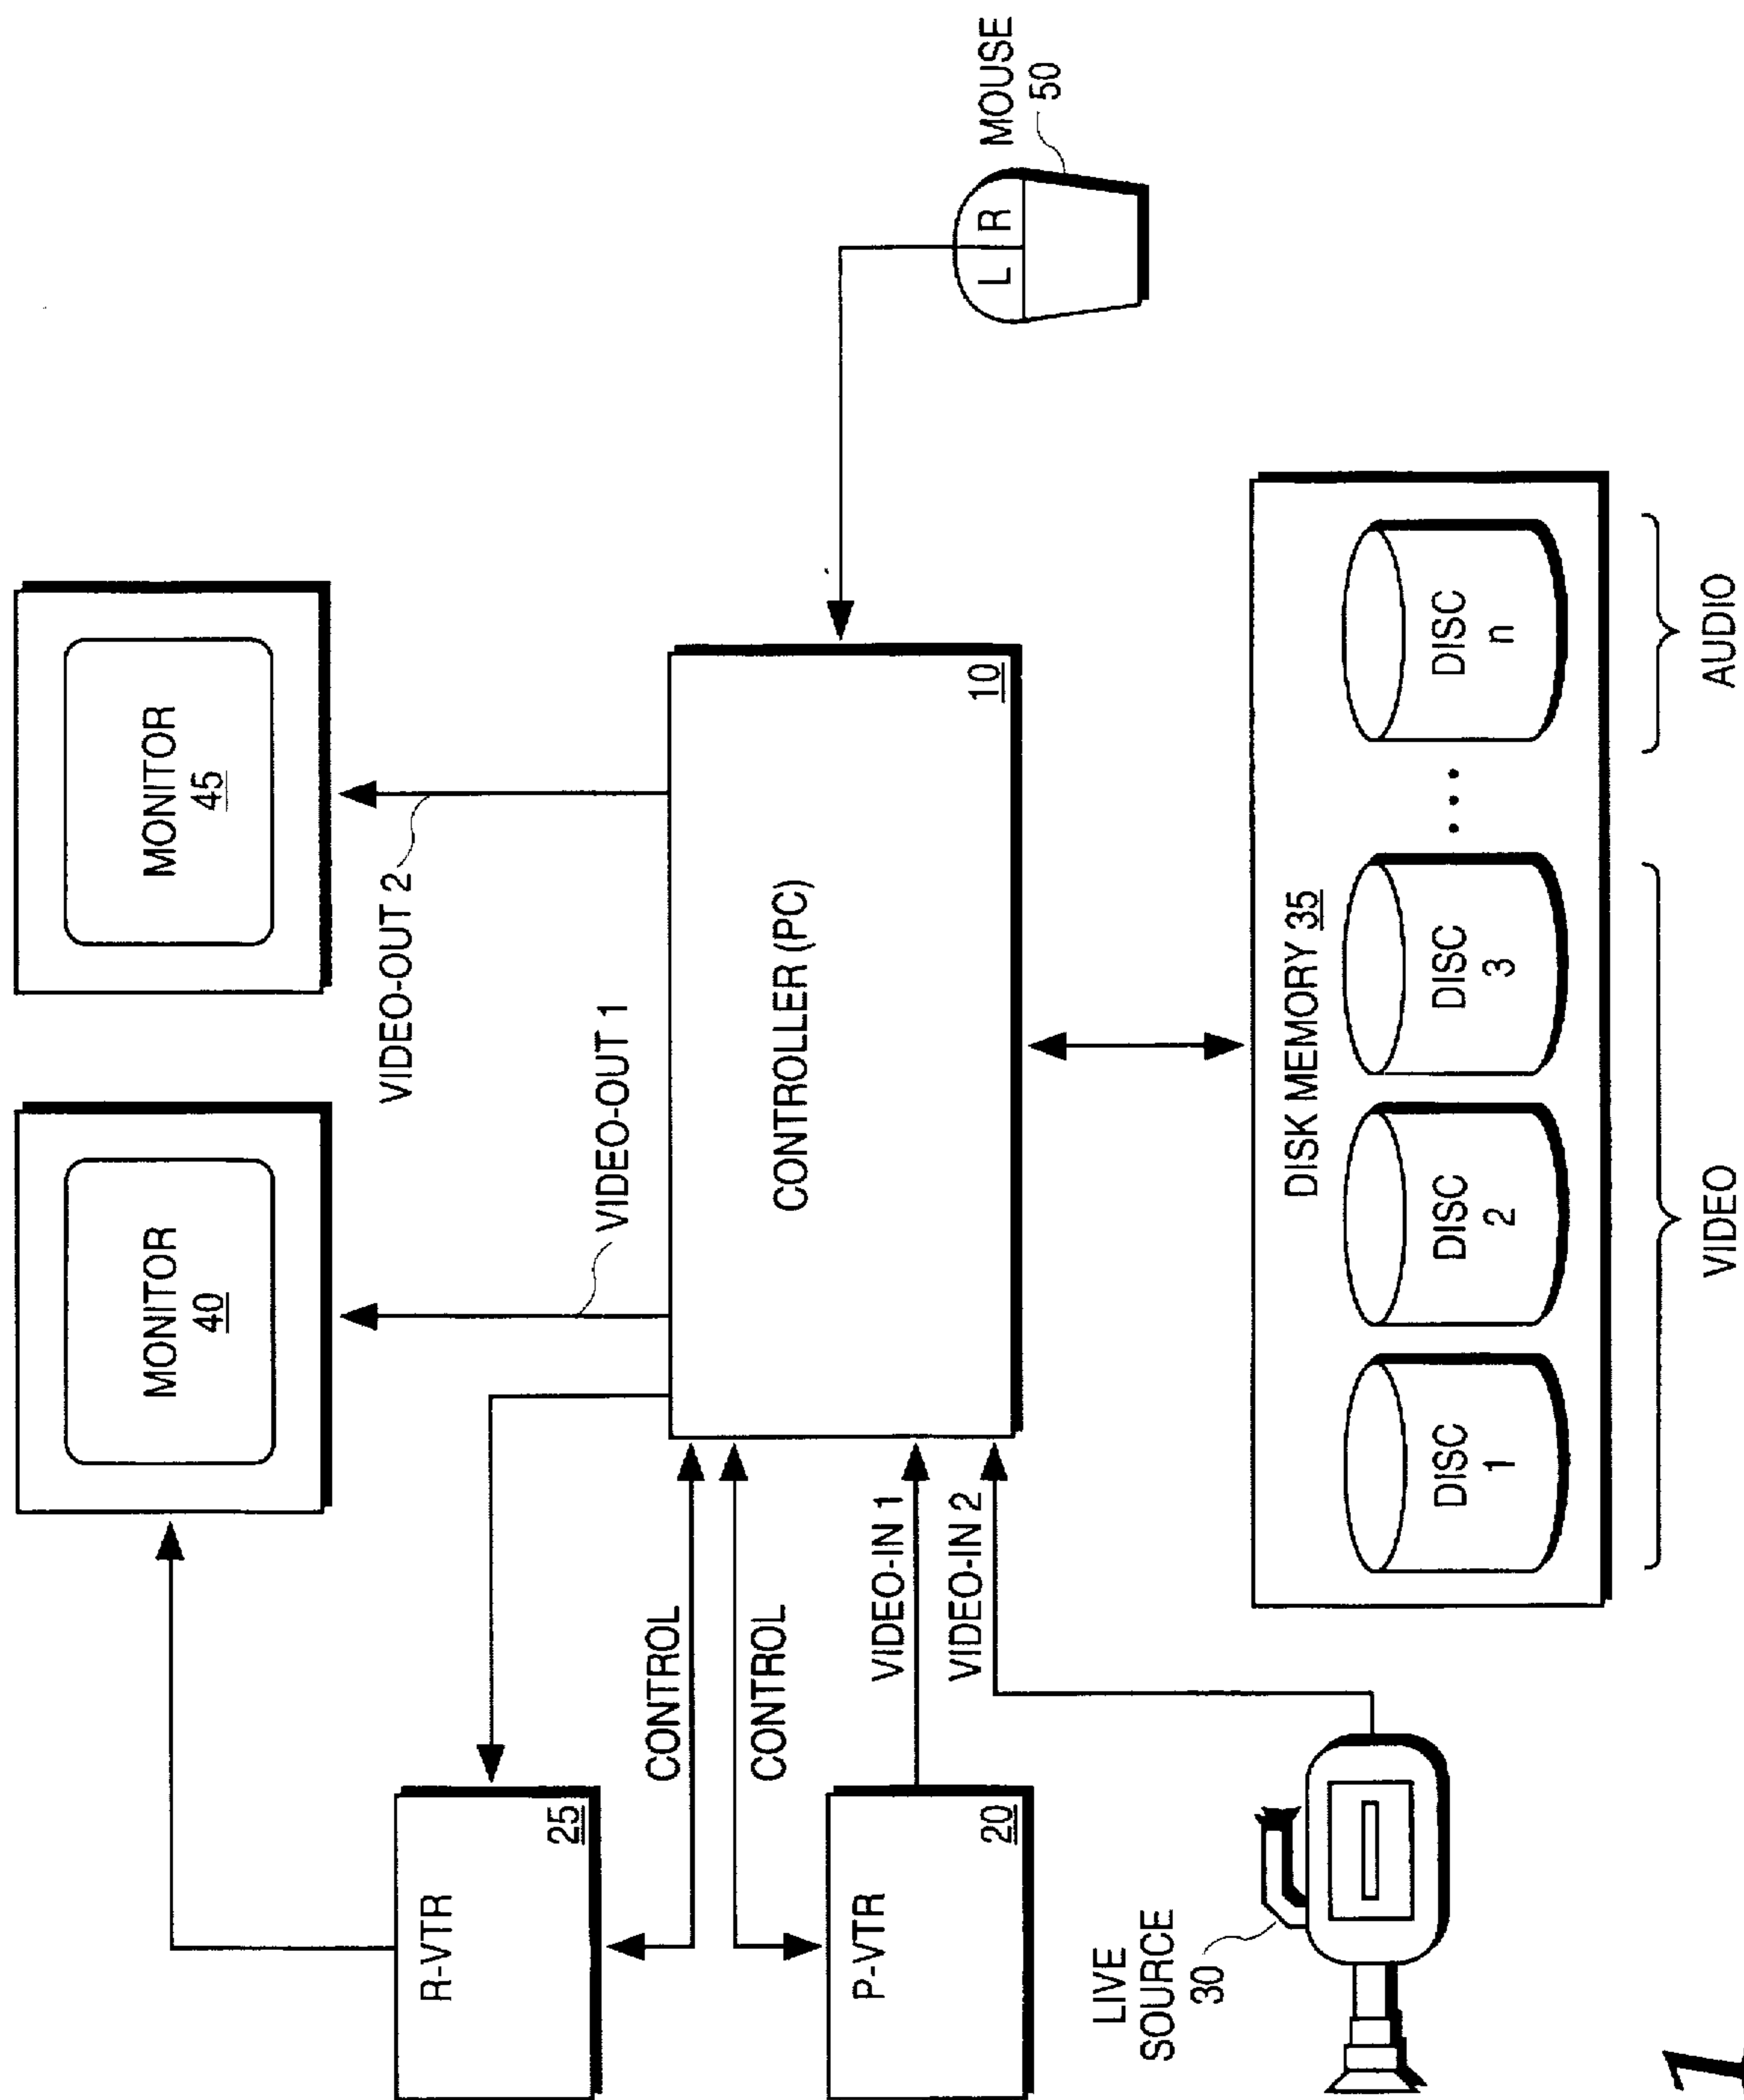 MONITOR
40
MONITOR
45
VIDEO-OUT 2
VIDEO-OUT 1
R-VTR
25
CONTROL
CONTROL
P-VTR
20
VIDEO-IN 1
VIDEO-IN 2
CONTROLLER (PC)
10
L R
MOUSE
50
LIVE
SOURCE
30
DISK MEMORY 35
DISC
1
DISC
2
DISC
3
...
DISC
n
VIDEO
AUDIO
1